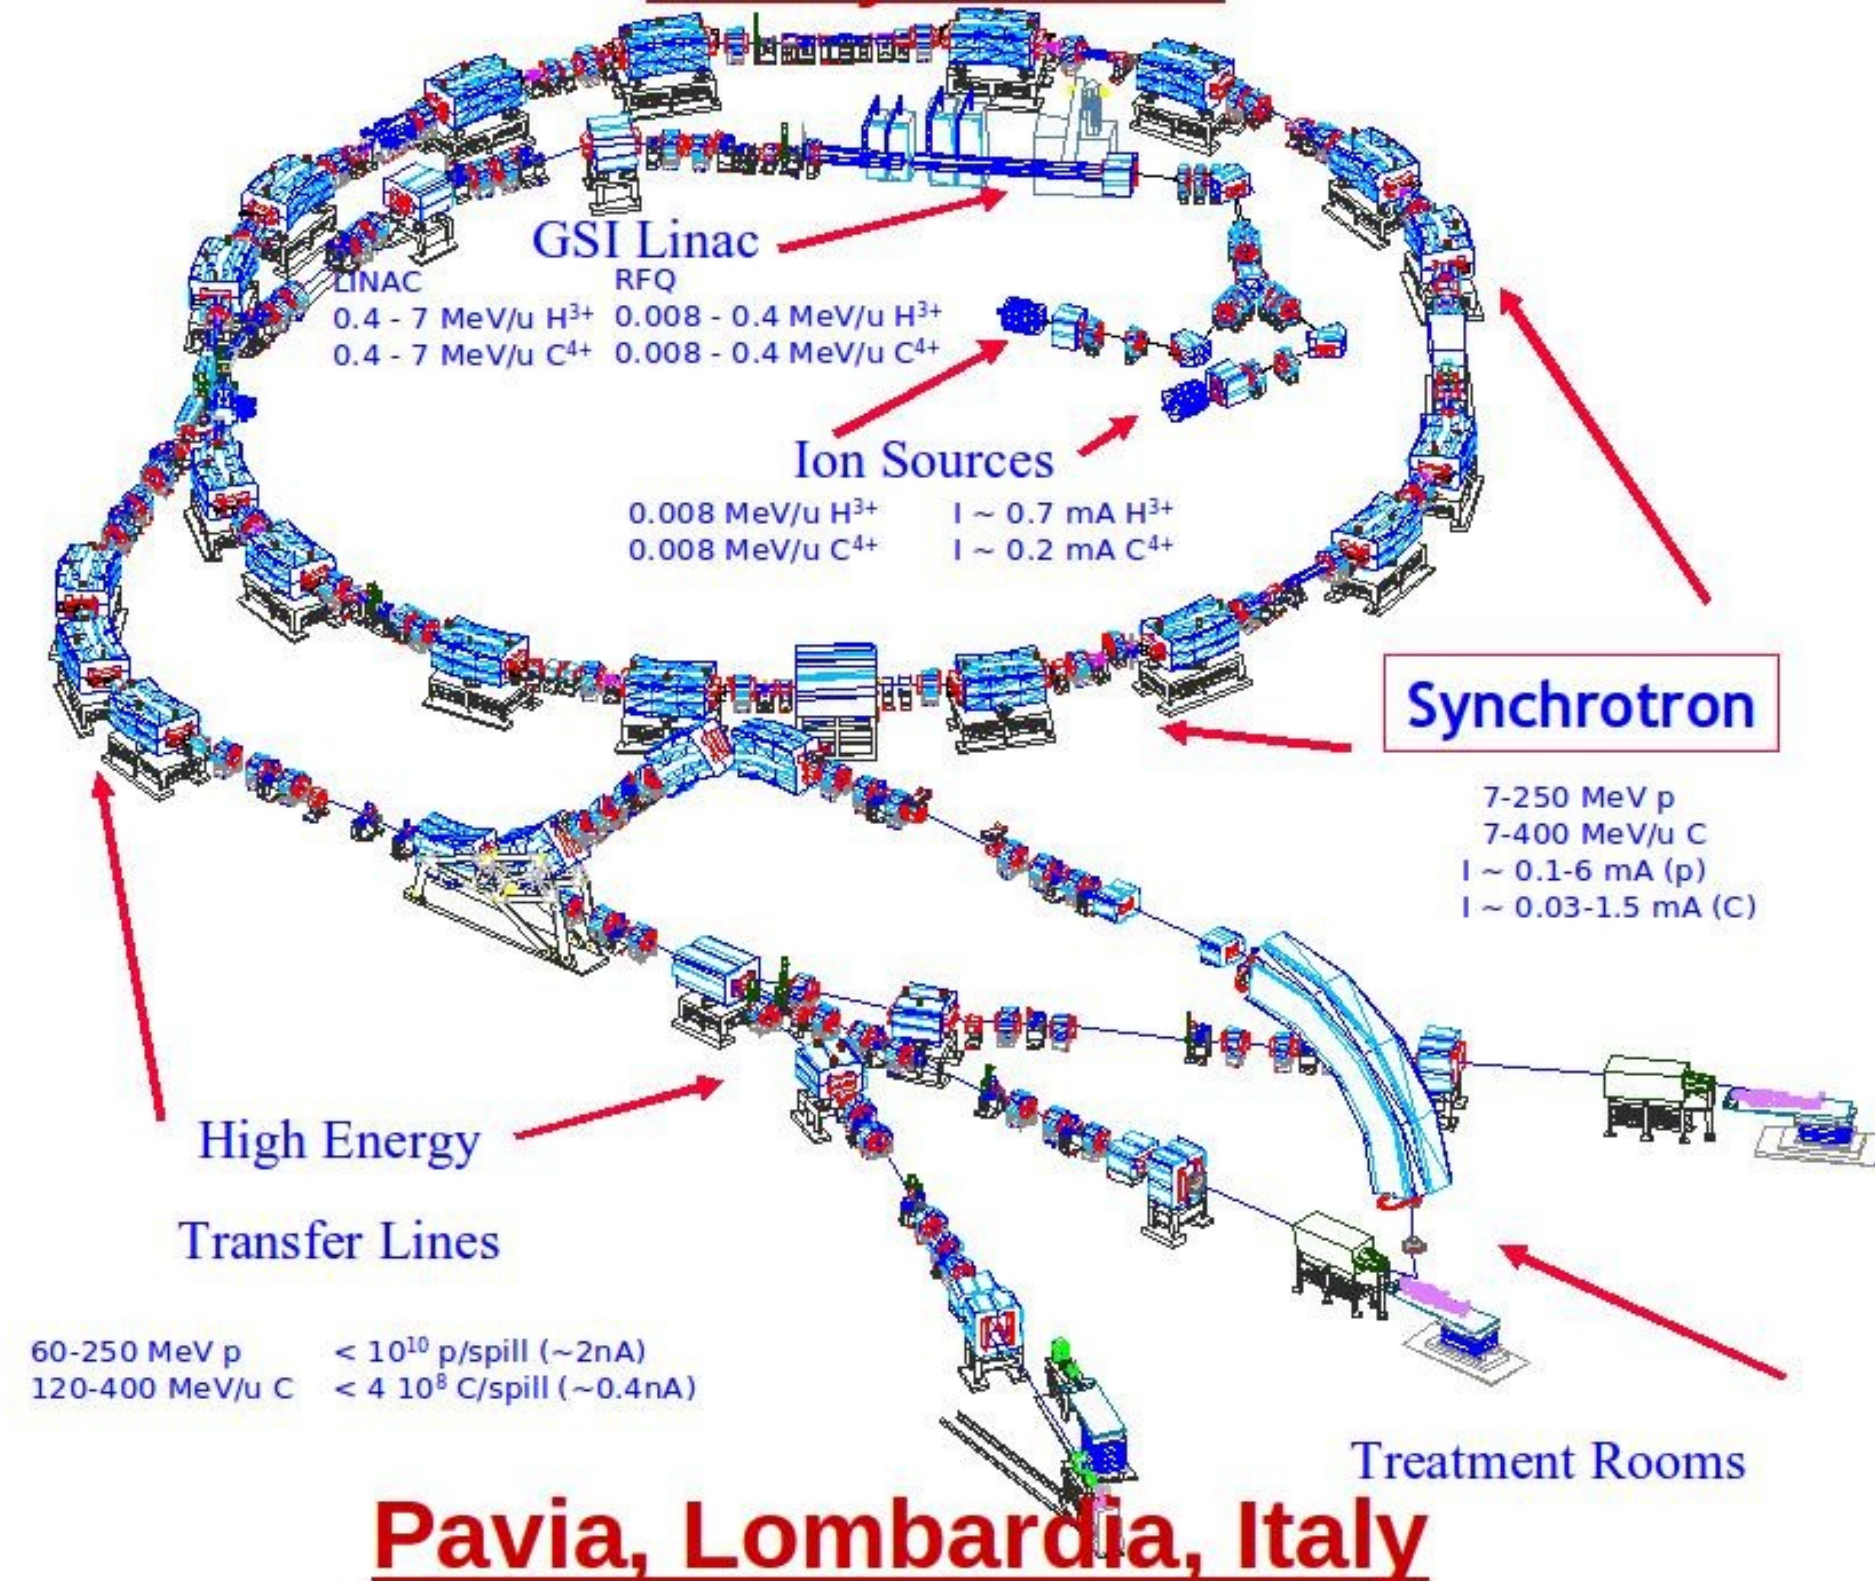 GSI Linac
LINAC RFQ
0.4 - 7 MeV/u H³⁺ 0.008 - 0.4 MeV/u H³⁺
0.4 - 7 MeV/u C⁴⁺ 0.008 - 0.4 MeV/u C⁴⁺
Ion Sources
0.008 MeV/u H³⁺ I ~ 0.7 mA H³⁺
0.008 MeV/u C⁴⁺ I ~ 0.2 mA C⁴⁺
Synchrotron
7-250 MeV p
7-400 MeV/u C
I ~ 0.1-6 mA (p)
I ~ 0.03-1.5 mA (C)
High Energy
Transfer Lines
60-250 MeV p < 10¹⁰ p/spill (~2nA)
120-400 MeV/u C < 4 10⁸ C/spill (~0.4nA)
Treatment Rooms
Pavia, Lombardia, Italy